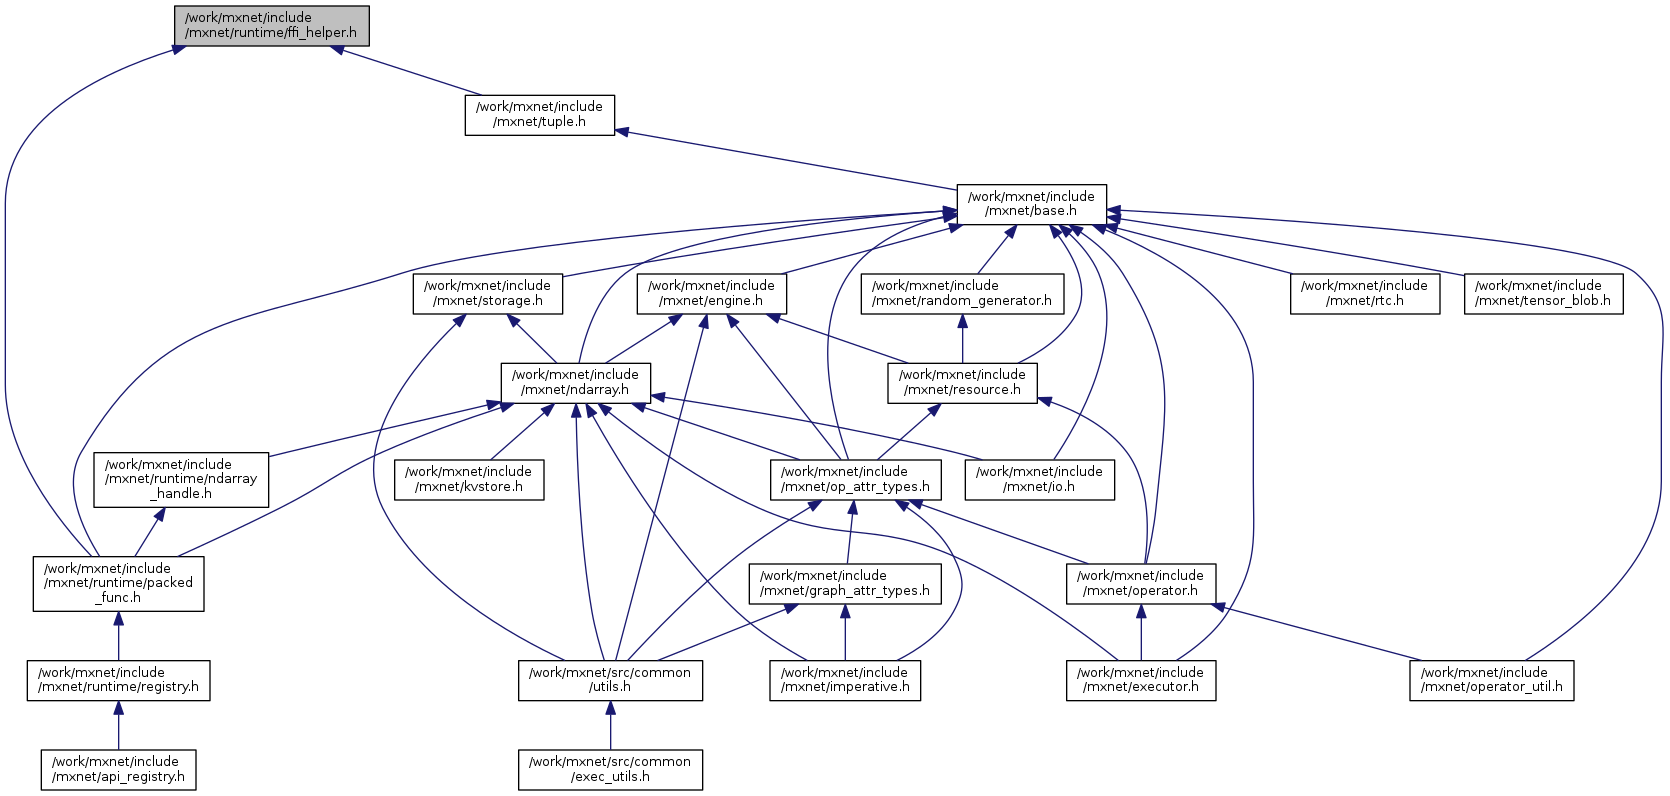 /work/mxnet/include
/mxnet/runtime/ffi_helper.h
/work/mxnet/include
/mxnet/tuple.h
/work/mxnet/include
/mxnet/base.h
/work/mxnet/include
/mxnet/storage.h
/work/mxnet/include
/mxnet/engine.h
/work/mxnet/include
/mxnet/random_generator.h
/work/mxnet/include
/mxnet/rtc.h
/work/mxnet/include
/mxnet/tensor_blob.h
/work/mxnet/include
/mxnet/ndarray.h
/work/mxnet/include
/mxnet/resource.h
/work/mxnet/include
/mxnet/runtime/ndarray
_handle.h
/work/mxnet/include
/mxnet/kvstore.h
/work/mxnet/include
/mxnet/op_attr_types.h
/work/mxnet/include
/mxnet/io.h
/work/mxnet/include
/mxnet/runtime/packed
_func.h
/work/mxnet/include
/mxnet/graph_attr_types.h
/work/mxnet/include
/mxnet/operator.h
/work/mxnet/include
/mxnet/runtime/registry.h
/work/mxnet/src/common
/utils.h
/work/mxnet/include
/mxnet/imperative.h
/work/mxnet/include
/mxnet/executor.h
/work/mxnet/include
/mxnet/operator_util.h
/work/mxnet/include
/mxnet/api_registry.h
/work/mxnet/src/common
/exec_utils.h